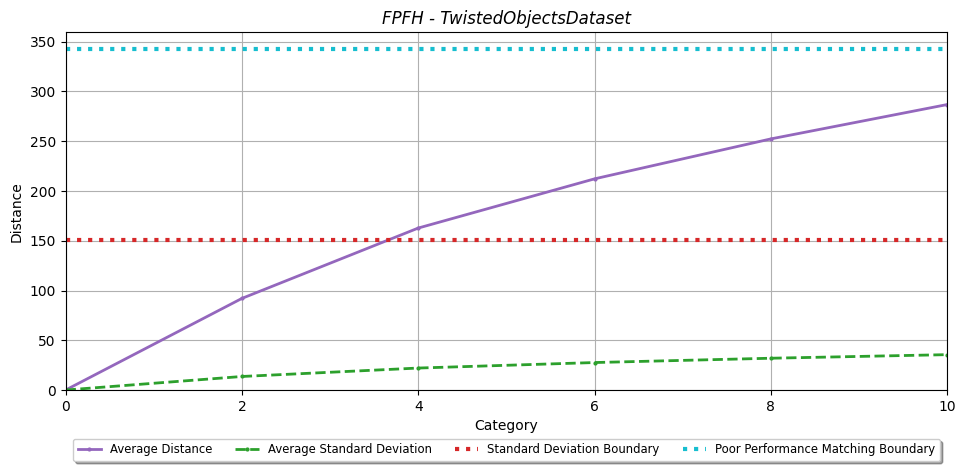 FPFH - TwistedObjectsDataset
350
300
250
200
150
100
50
0
Distance
0 2 4 6 8 10
Category
Average Distance Average Standard Deviation Standard Deviation Boundary Poor Performance Matching Boundary